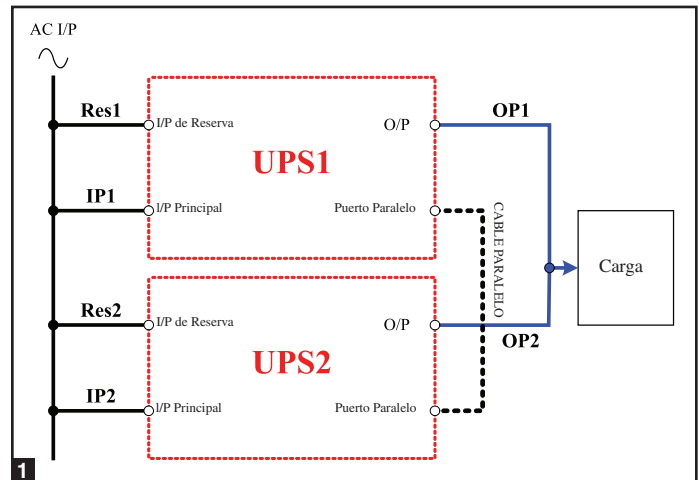 AC I/P
Res1
I/P de Reserva
O/P
OP1
UPS1
IP1
I/P Principal
Puerto Paralelo
CABLE PARALELO
Carga
Res2
I/P de Reserva
O/P
OP2
UPS2
IP2
I/P Principal
Puerto Paralelo
1